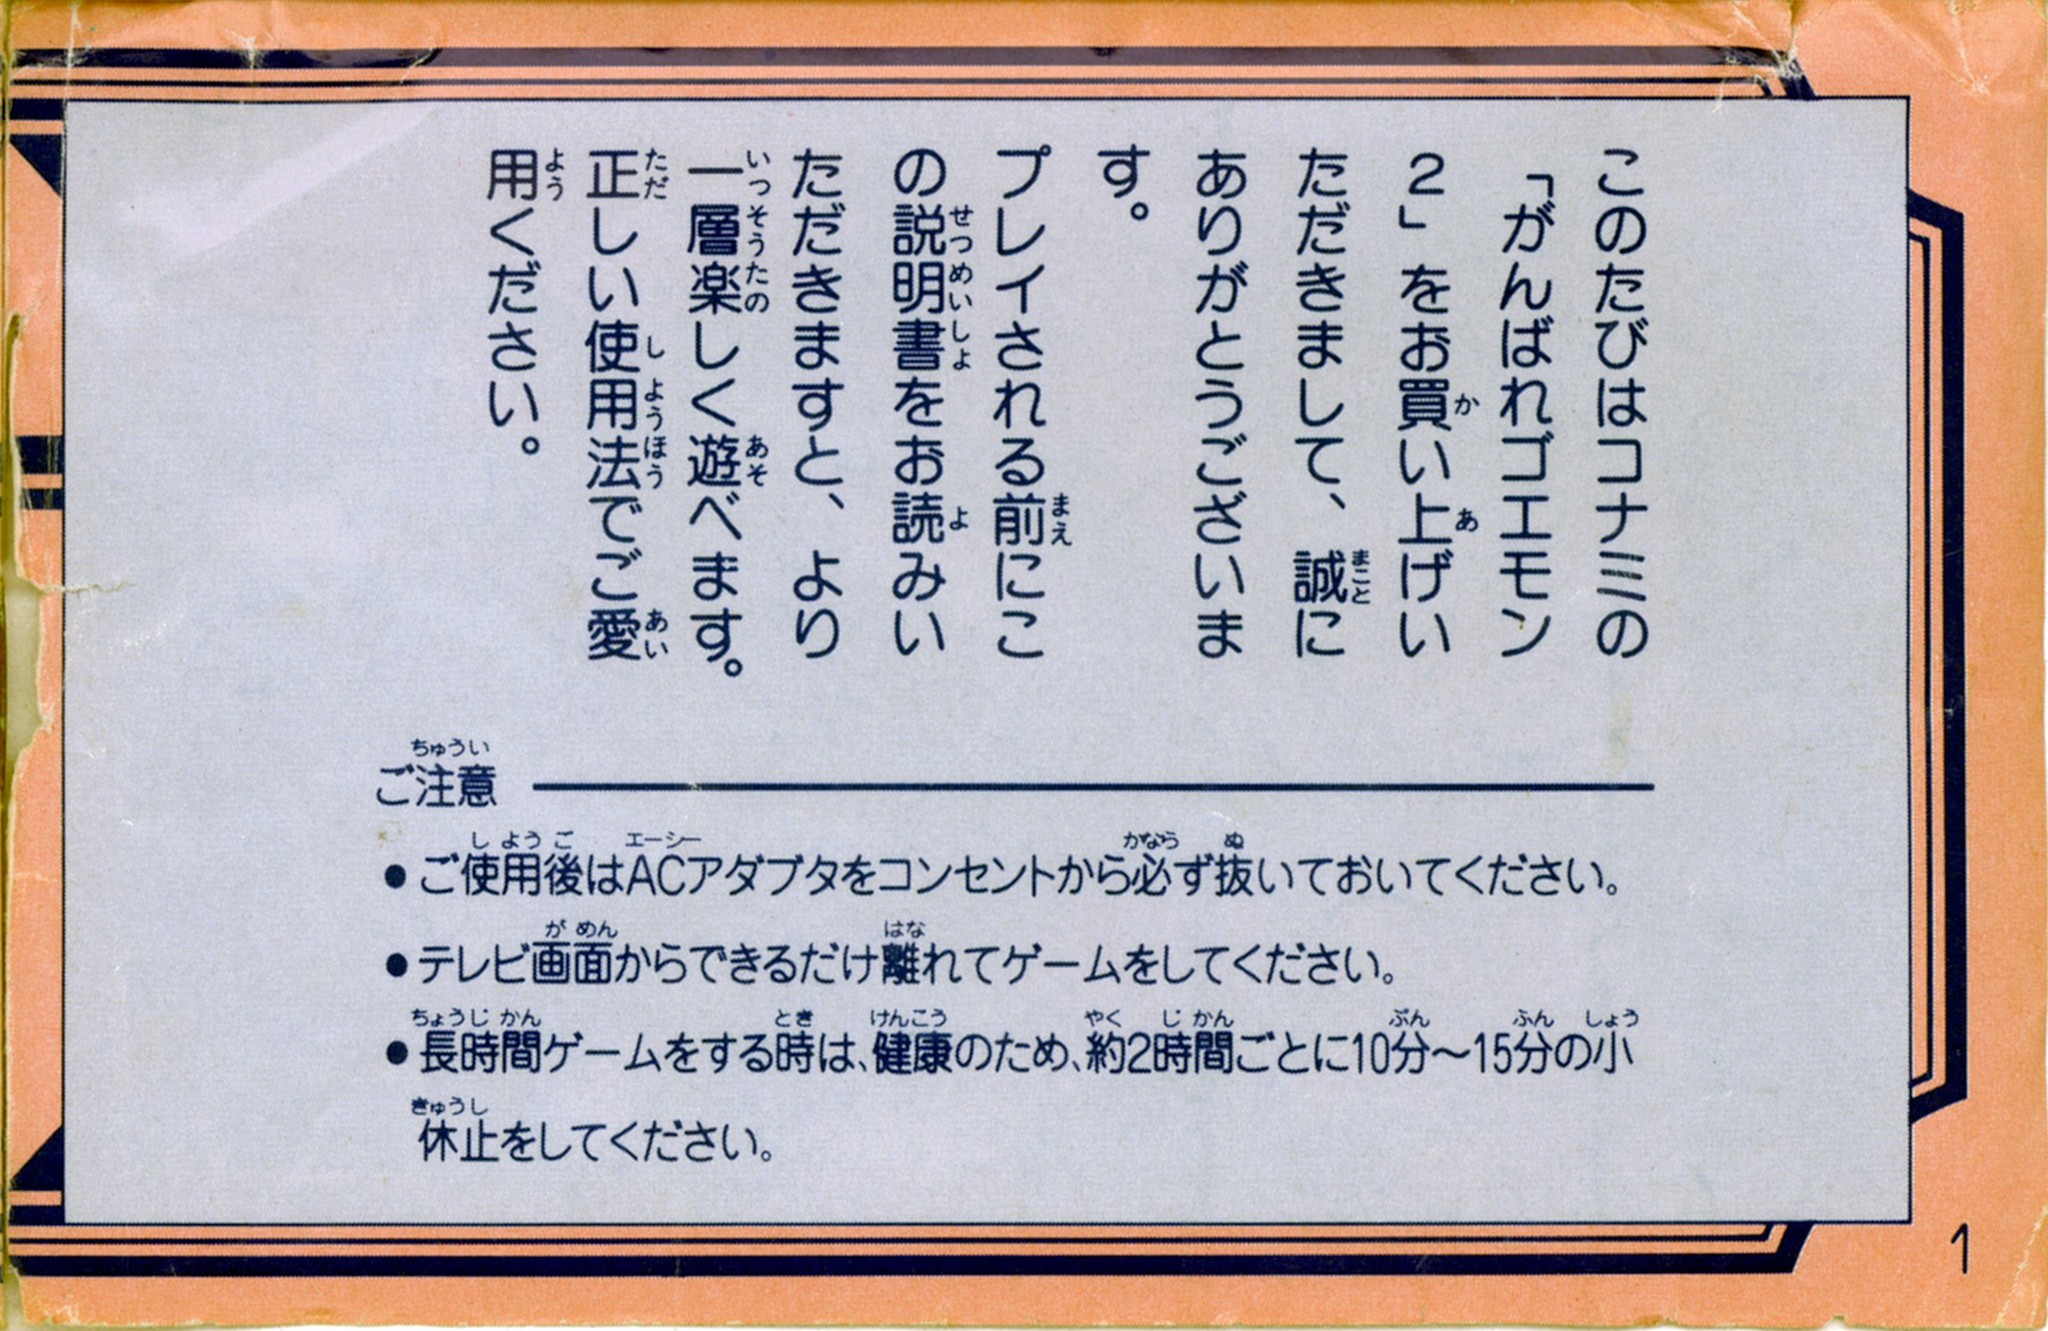 このたびはコナミの
「がんばれゴエモン
2」をお買い上げい
ただきまして、誠に
ありがとうございま
す。
プレイされる前にこ
の説明書をお読みい
ただきますと、より
一層楽しく遊べます。
正しい使用法でご愛
用ください。
ご注意
●ご使用後はACアダプタをコンセントから必ず抜いておいてください。
●テレビ画面からできるだけ離れてゲームをしてください。
●長時間ゲームをする時は、健康のため、約2時間ごとに10分〜15分の小
休止をしてください。
1